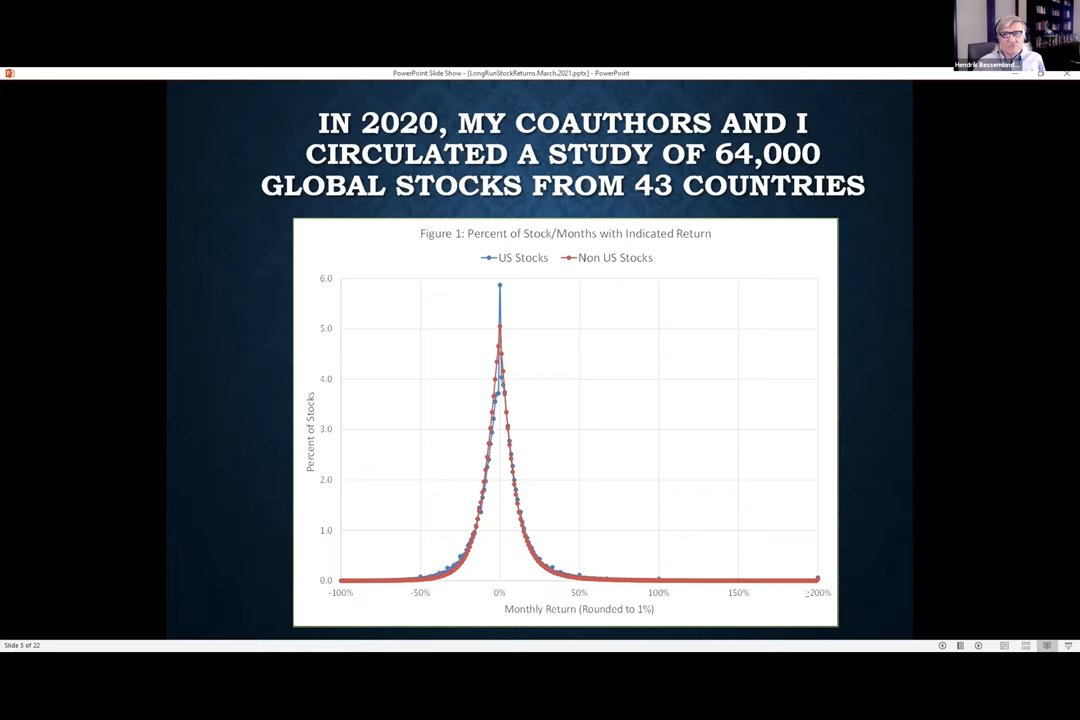 Hendrik Bessembind...
PowerPoint Slide Show - [LongRunStockReturns.March.2021.pptx] - PowerPoint
IN 2020, MY COAUTHORS AND I
CIRCULATED A STUDY OF 64,000
GLOBAL STOCKS FROM 43 COUNTRIES
Figure 1: Percent of Stock/Months with Indicated Return
US Stocks Non US Stocks
Percent of Stocks
6.0
5.0
4.0
3.0
2.0
1.0
0.0
-100% -50% 0% 50% 100% 150% ≥200%
Monthly Return (Rounded to 1%)
Slide 5 of 22